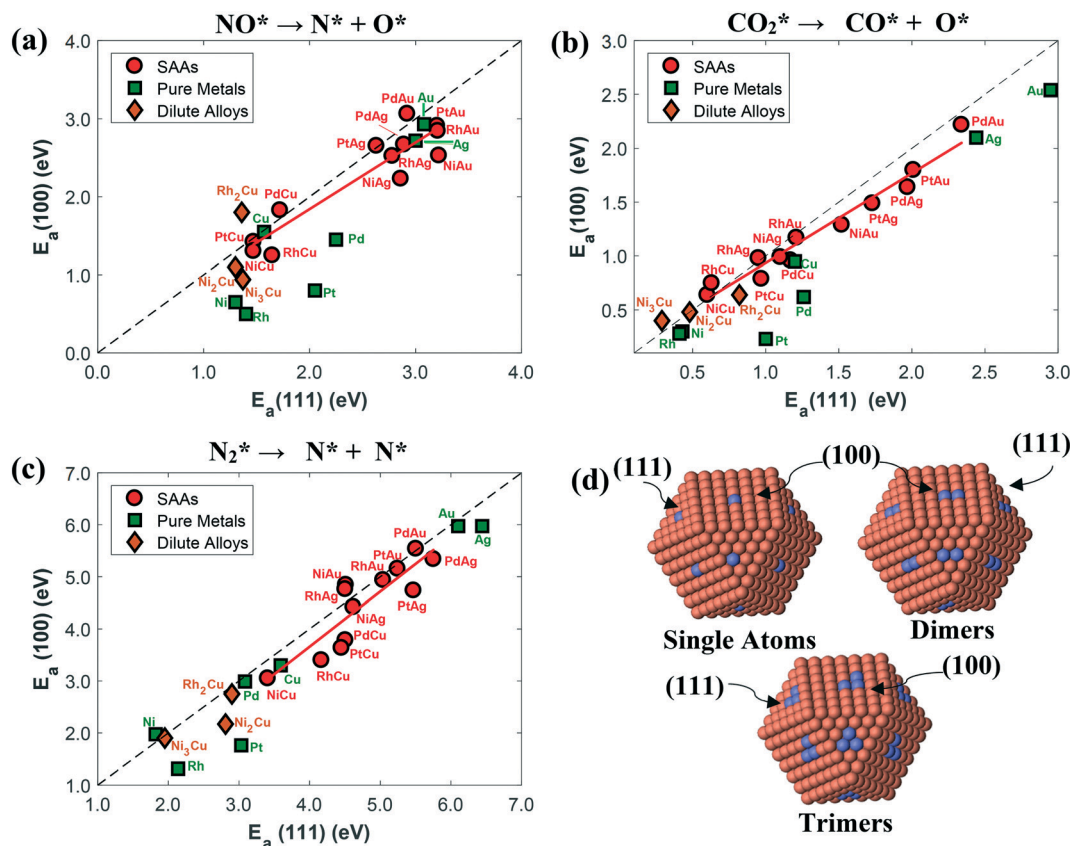 (a)
NO* → N* + O*
4.0
3.0
2.0
1.0
0.0
0.0
1.0
2.0
3.0
4.0
E_a(100) (eV)
E_a(111) (eV)
SAAs
Pure Metals
Dilute Alloys
PdAu
Au
PtAu
PdAg
RhAu
PtAg
Ag
RhAg
NiAu
NiAg
Rh₂Cu
PdCu
Cu
Pd
PtCu
RhCu
NiCu
Ni₂Cu
Ni₃Cu
Pt
Ni
Rh
(b)
CO₂* → CO* + O*
3.0
2.5
2.0
1.5
1.0
0.5
0.5
1.0
1.5
2.0
2.5
3.0
E_a(100) (eV)
E_a(111) (eV)
SAAs
Pure Metals
Dilute Alloys
Au
PdAu
Ag
PtAu
PdAg
PtAg
RhAu
NiAu
NiAg
RhAg
Cu
PdCu
RhCu
PtCu
Pd
NiCu
Rh₂Cu
Ni₃Cu
Ni₂Cu
Rh
Ni
Pt
(c)
N₂* → N* + N*
7.0
6.0
5.0
4.0
3.0
2.0
1.0
1.0
2.0
3.0
4.0
5.0
6.0
7.0
E_a(100) (eV)
E_a(111) (eV)
SAAs
Pure Metals
Dilute Alloys
Au
Ag
PdAu
PtAu
PdAg
RhAu
NiAu
RhAg
PtAg
NiAg
PdCu
PtCu
RhCu
Cu
NiCu
Rh₂Cu
Pd
Ni₂Cu
Ni
Ni₃Cu
Pt
Rh
(d)
(111)
(100)
(111)
Single Atoms
Dimers
(111)
(100)
Trimers